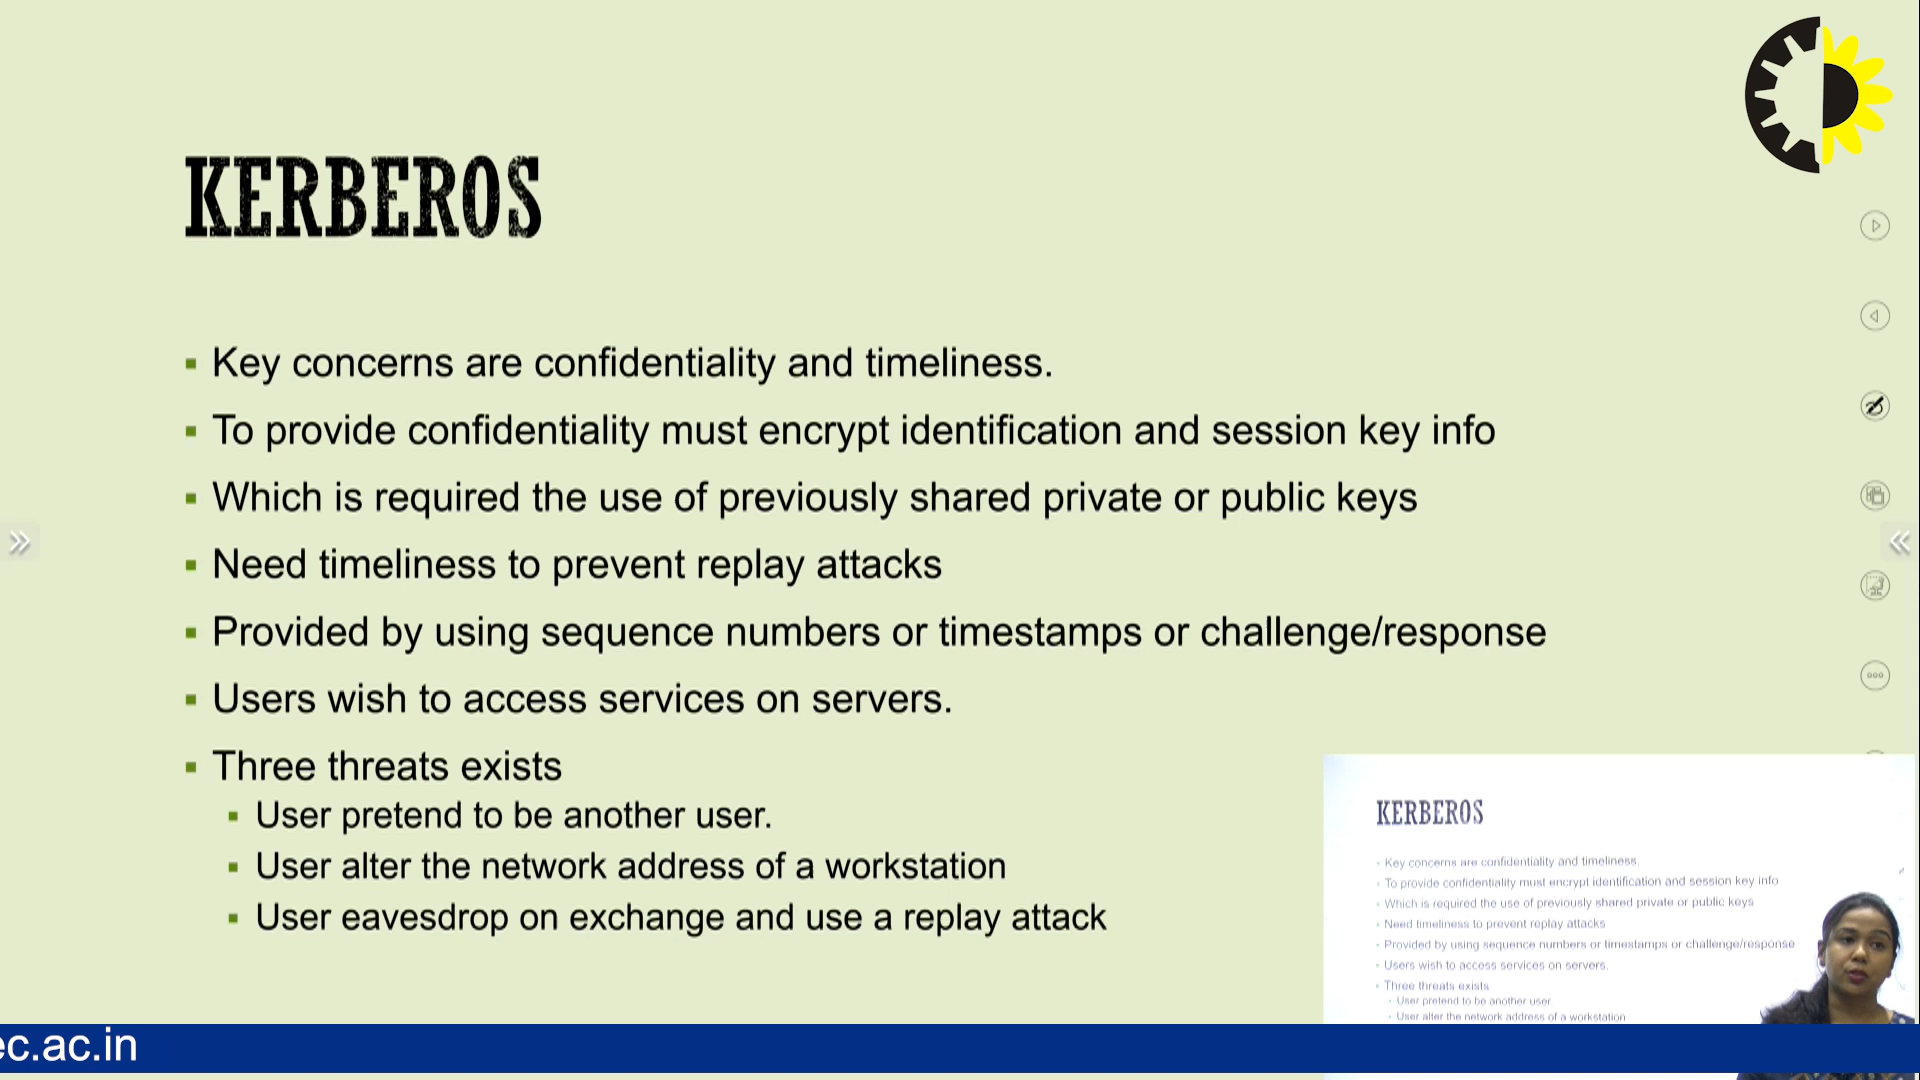 KERBEROS
Key concerns are confidentiality and timeliness.
To provide confidentiality must encrypt identification and session key info
Which is required the use of previously shared private or public keys
Need timeliness to prevent replay attacks
Provided by using sequence numbers or timestamps or challenge/response
Users wish to access services on servers.
Three threats exists
User pretend to be another user.
User alter the network address of a workstation
User eavesdrop on exchange and use a replay attack
KERBEROS
Key concerns are confidentiality and timeliness.
To provide confidentiality must encrypt identification and session key info
Which is required the use of previously shared private or public keys
Need timeliness to prevent replay attacks
Provided by using sequence numbers or timestamps or challenge/response
Users wish to access services on servers.
Three threats exists
User pretend to be another user
User alter the network address of a workstation
ec.ac.in